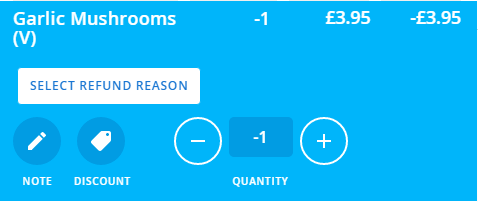 Garlic Mushrooms (V) -1 £3.95 -£3.95
SELECT REFUND REASON
-1
NOTE DISCOUNT QUANTITY